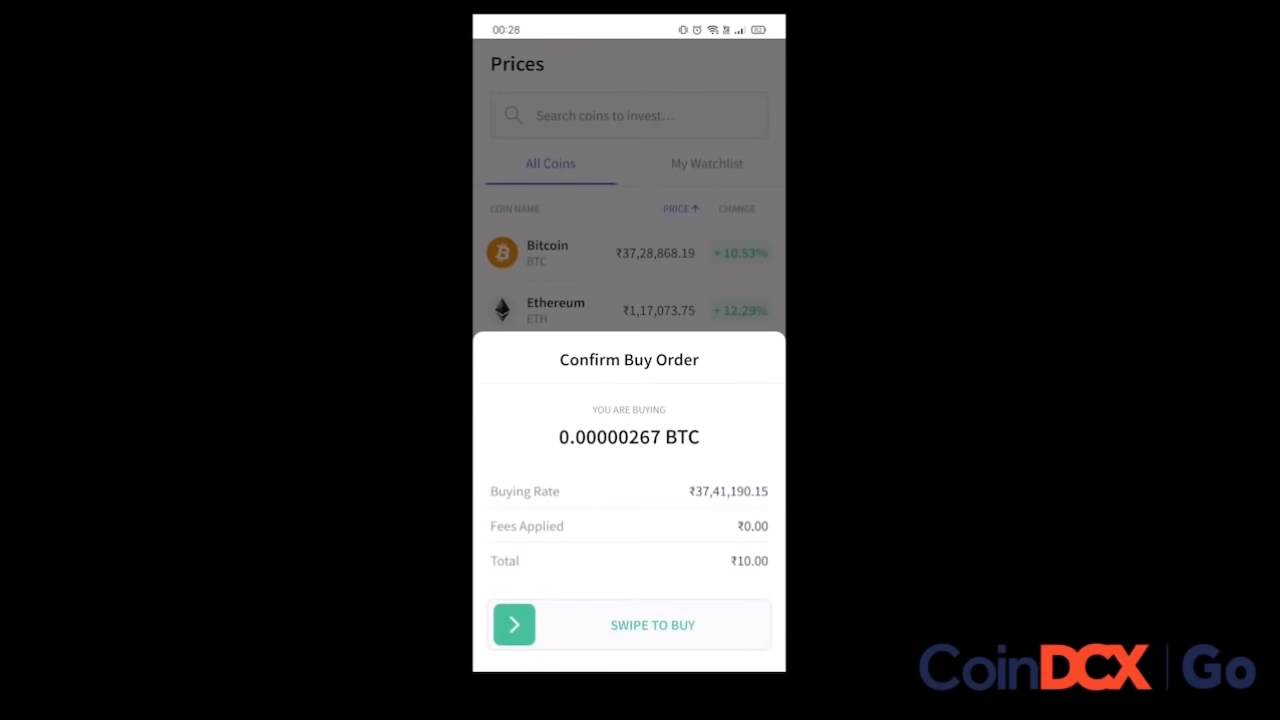 00:28
Prices
Search coins to invest...
All Coins My Watchlist
COIN NAME PRICE ↑ CHANGE
Bitcoin ₹37,28,868.19 + 10.53%
BTC
Ethereum ₹1,17,073.75 + 12.29%
ETH
Confirm Buy Order
YOU ARE BUYING
0.00000267 BTC
Buying Rate ₹37,41,190.15
Fees Applied ₹0.00
Total ₹10.00
SWIPE TO BUY
CoinDCX | Go